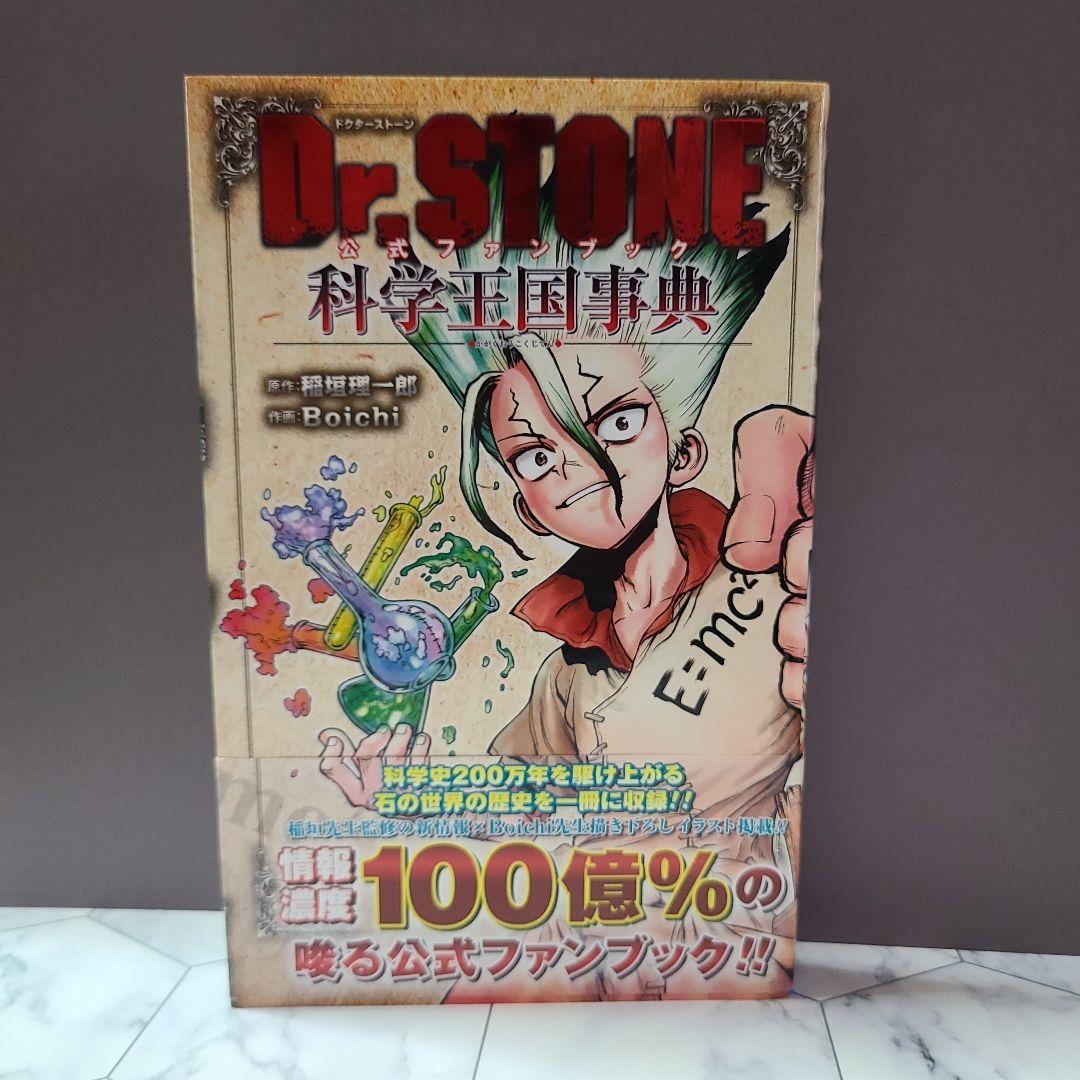 ドクターストーン
Dr.STONE
公式ファンブック
科学王国事典
かがくおうこくじてん
原作:稲垣理一郎
作画:Boichi
E=mc²
科学史200万年を駆け上がる
石の世界の歴史を一冊に収録!!
稲垣先生監修の新情報×Boichi先生描き下ろしイラスト掲載!!
情報
濃度
100億%の
唆る公式ファンブック!!